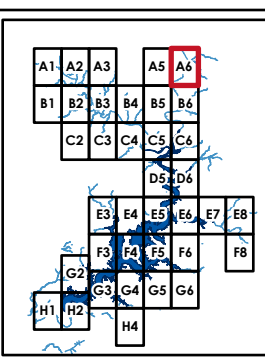 A1 A2 A3 A5 A6
B1 B2 B3 B4 B5 B6
C2 C3 C4 C5 C6
D5 D6
E3 E4 E5 E6 E7 E8
F3 F4 F5 F6 F8
G2 G3 G4 G5 G6
H1 H2 H4